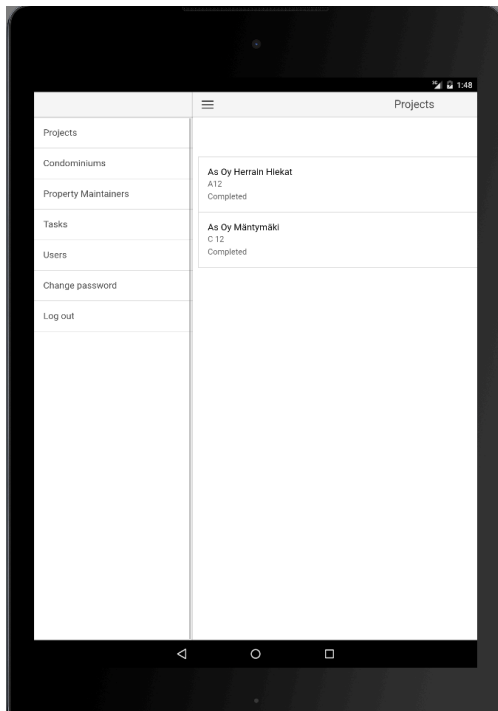 3G 1:48
Projects
Projects
Condominiums
Property Maintainers
Tasks
Users
Change password
Log out
As Oy Herrain Hiekat
A12
Completed
As Oy Mäntymäki
C 12
Completed